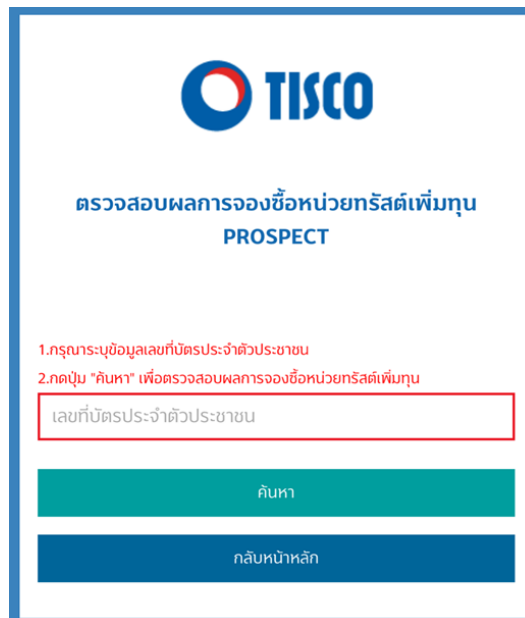 TISCO
ตรวจสอบผลการจองซื้อหน่วยทรัสต์เพิ่มทุน
PROSPECT
1.กรุณาระบุข้อมูลเลขที่บัตรประจำตัวประชาชน
2.กดปุ่ม "ค้นหา" เพื่อตรวจสอบผลการจองซื้อหน่วยทรัสต์เพิ่มทุน
เลขที่บัตรประจำตัวประชาชน
ค้นหา
กลับหน้าหลัก